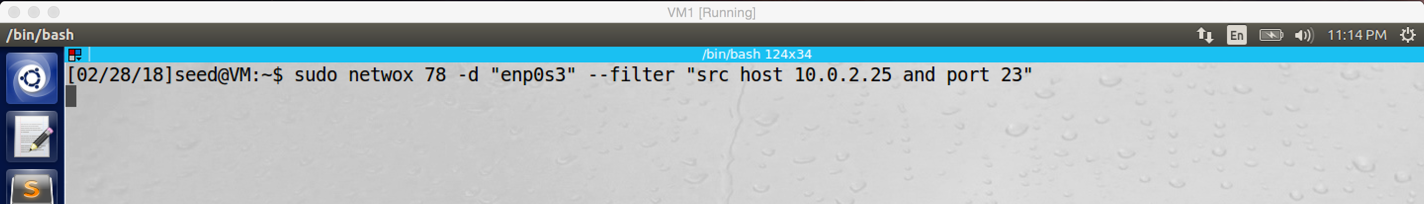 VM1 [Running]
/bin/bash
En
11:14 PM
/bin/bash 124x34
[02/28/18]seed@VM:~$ sudo netwox 78 -d "enp0s3" --filter "src host 10.0.2.25 and port 23"
S